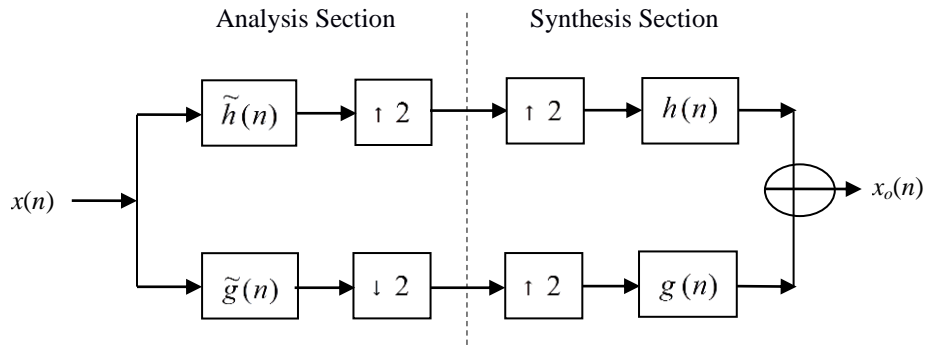 Analysis Section
Synthesis Section
h̃(n)
↑ 2
↑ 2
h(n)
x(n)
xₒ(n)
g̃(n)
↓ 2
↑ 2
g(n)